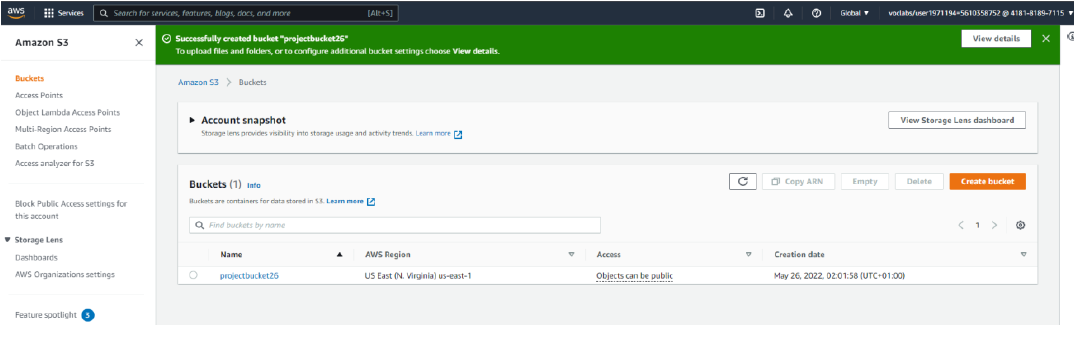 aws Services Search for services, features, blogs, docs, and more [Alt+S] Global voclabs/user1971194=5610358752 @ 4181-8189-7115
Amazon S3
Buckets
Access Points
Object Lambda Access Points
Multi-Region Access Points
Batch Operations
Access analyzer for S3
Block Public Access settings for
this account
Storage Lens
Dashboards
AWS Organizations settings
Feature spotlight 5
Successfully created bucket "projectbucket26"
To upload files and folders, or to configure additional bucket settings choose View details.
View details
Amazon S3 > Buckets
Account snapshot
Storage lens provides visibility into storage usage and activity trends. Learn more
View Storage Lens dashboard
Buckets (1) Info
Buckets are containers for data stored in S3. Learn more
Copy ARN Empty Delete Create bucket
Find buckets by name
1
Name AWS Region Access Creation date
projectbucket26 US East (N. Virginia) us-east-1 Objects can be public May 26, 2022, 02:01:58 (UTC+01:00)